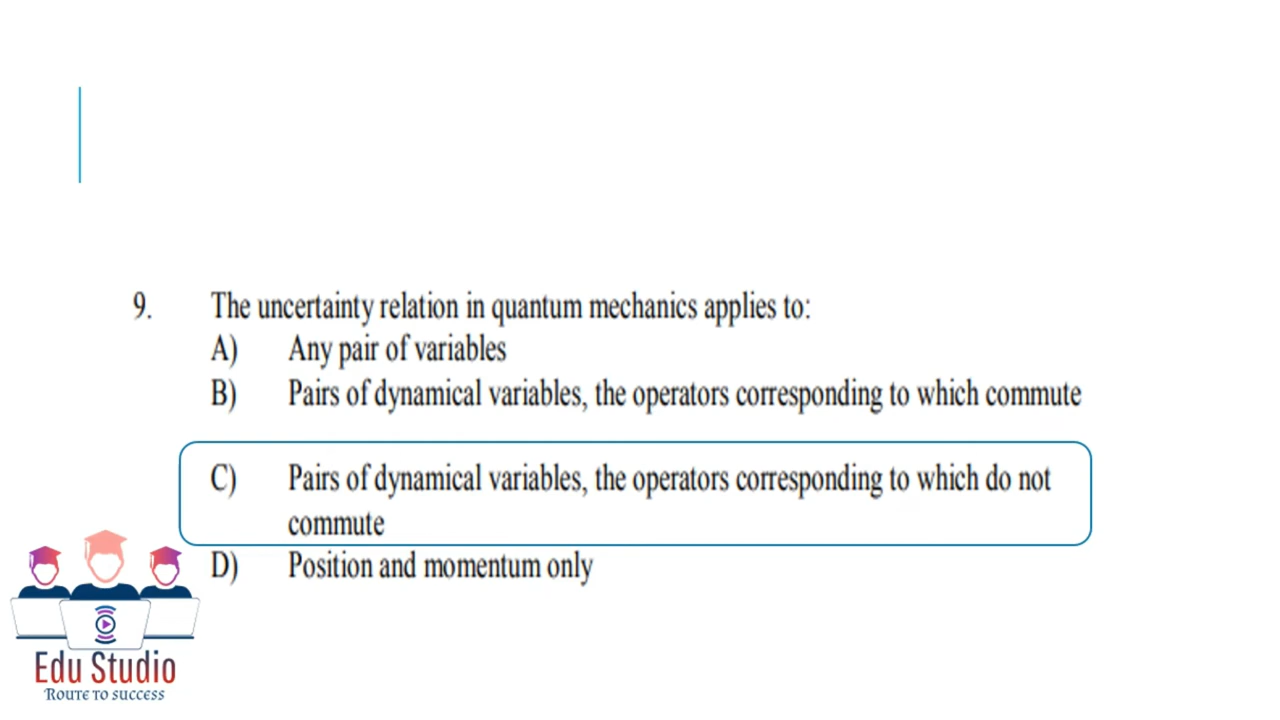 9. The uncertainty relation in quantum mechanics applies to:
A) Any pair of variables
B) Pairs of dynamical variables, the operators corresponding to which commute
C) Pairs of dynamical variables, the operators corresponding to which do not
commute
D) Position and momentum only
Edu Studio
Route to success